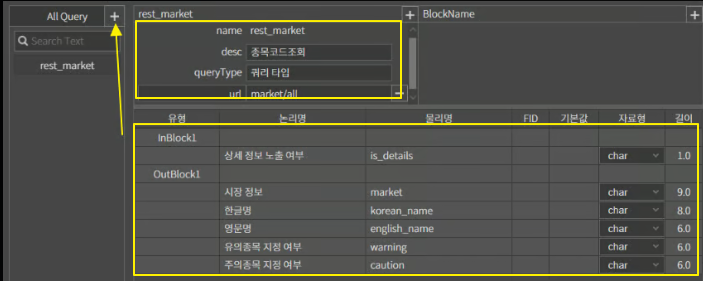 All Query +
Search Text
rest_market
rest_market + BlockName +
name rest_market
desc 종목코드조회
queryType 쿼리 타입
url market/all
유형 논리명 물리명 FID 기본값 자료형 길이
InBlock1
상세 정보 노출 여부 is_details char 1.0
OutBlock1
시장 정보 market char 9.0
한글명 korean_name char 8.0
영문명 english_name char 6.0
유의종목 지정 여부 warning char 6.0
주의종목 지정 여부 caution char 6.0